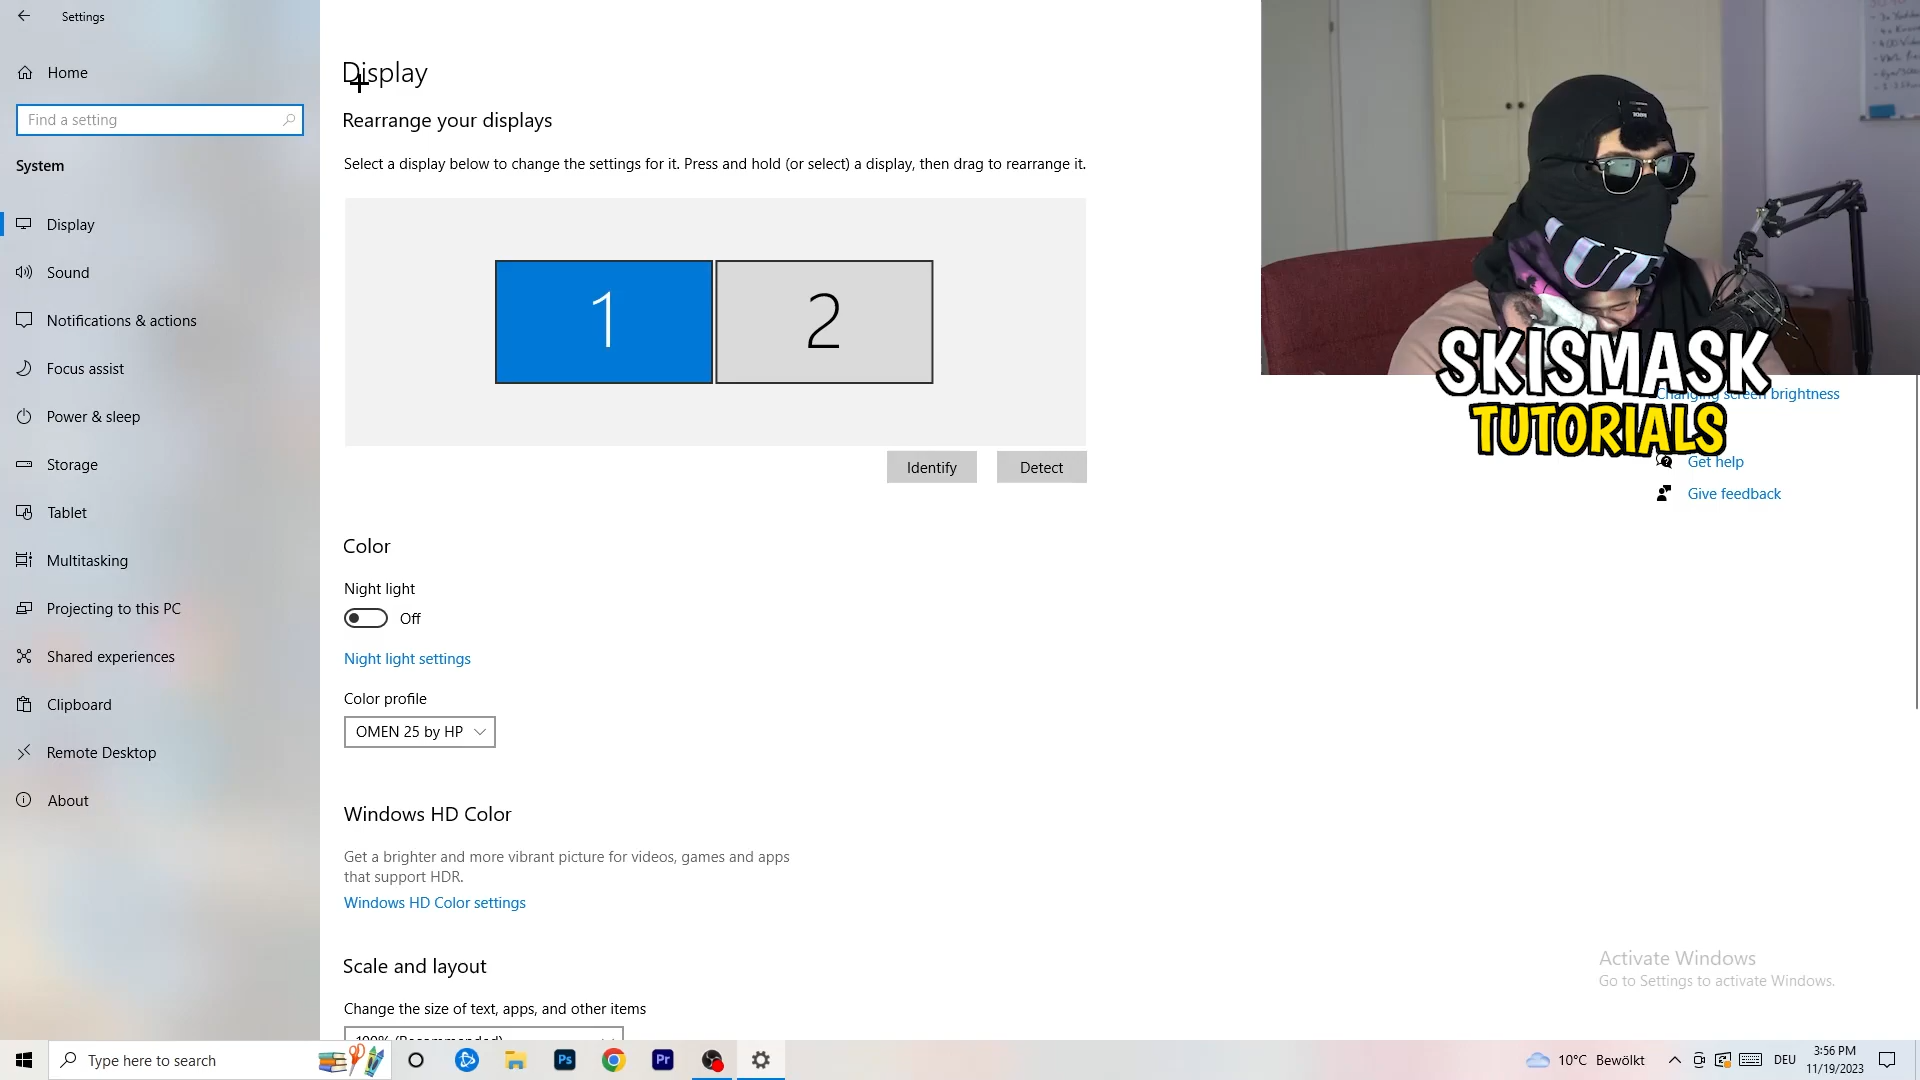 Settings
Home
Find a setting
System
Display
Sound
Notifications & actions
Focus assist
Power & sleep
Storage
Tablet
Multitasking
Projecting to this PC
Shared experiences
Clipboard
Remote Desktop
About
Display
Rearrange your displays
Select a display below to change the settings for it. Press and hold (or select) a display, then drag to rearrange it.
1
2
Identify
Detect
Color
Night light
Off
Night light settings
Color profile
OMEN 25 by HP
Windows HD Color
Get a brighter and more vibrant picture for videos, games and apps
that support HDR.
Windows HD Color settings
Scale and layout
Change the size of text, apps, and other items
100% (Recommended)
SKISMASK
TUTORIALS
Changing screen brightness
Get help
Give feedback
Activate Windows
Go to Settings to activate Windows.
Type here to search
Ps
Pr
10°C Bewölkt
DEU
3:56 PM
11/19/2023